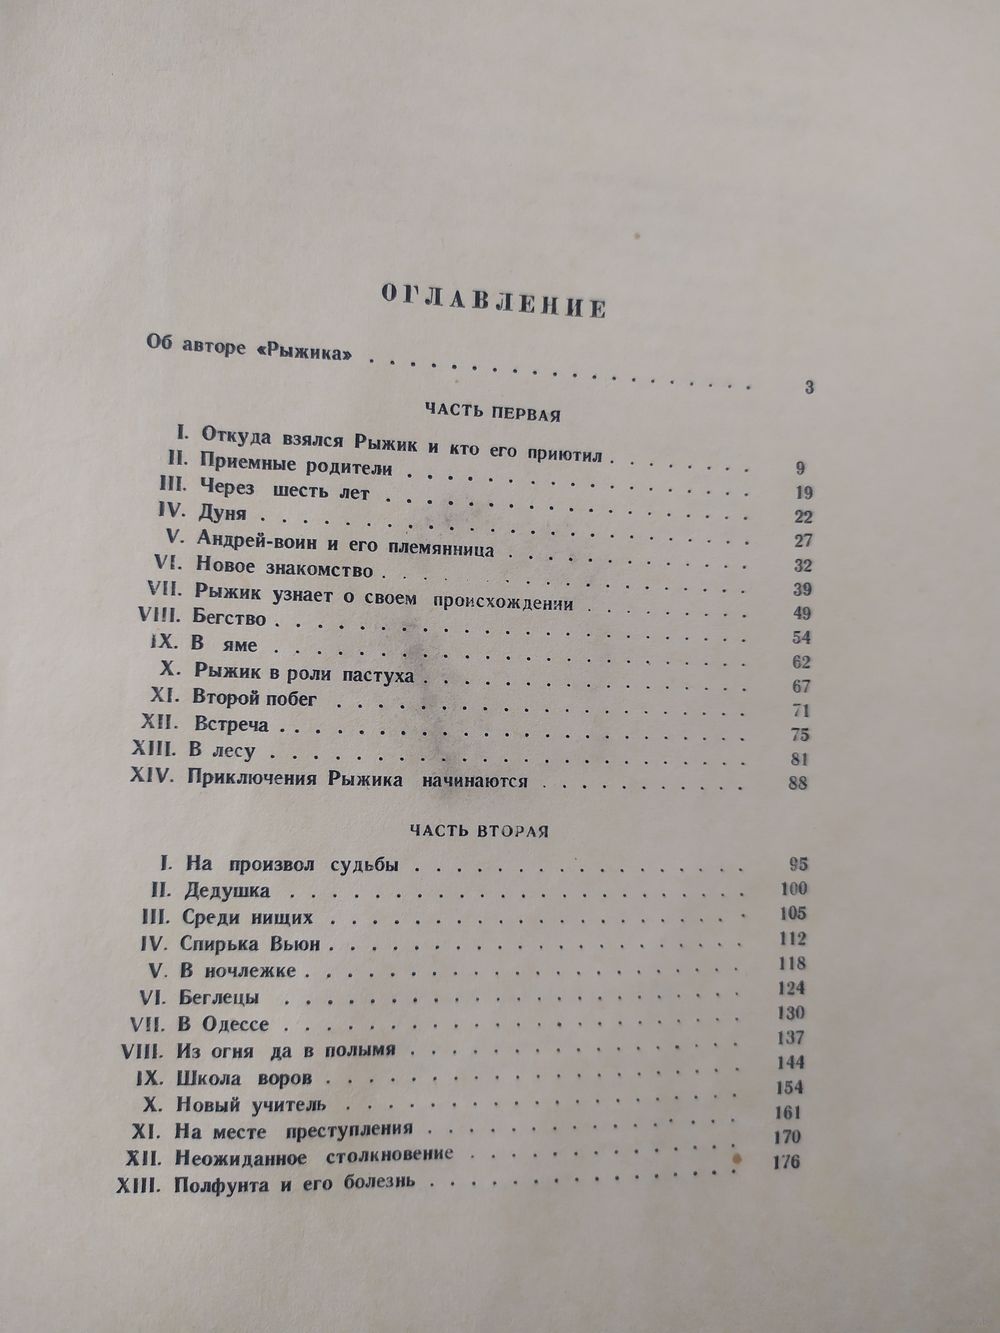 ОГЛАВЛЕНИЕ
Об авторе «Рыжика» . . . . . . . . . . . . . . . . . . . . 3
ЧАСТЬ ПЕРВАЯ
I. Откуда взялся Рыжик и кто его приютил . . . . . . . . 9
II. Приемные родители . . . . . . . . . . . . . . . . . . 19
III. Через шесть лет . . . . . . . . . . . . . . . . . . . 22
IV. Дуня . . . . . . . . . . . . . . . . . . . . . . . . . 27
V. Андрей-воин и его племянница . . . . . . . . . . . . . 32
VI. Новое знакомство . . . . . . . . . . . . . . . . . . . 39
VII. Рыжик узнает о своем происхождении . . . . . . . . . 49
VIII. Бегство . . . . . . . . . . . . . . . . . . . . . . . 54
IX. В яме . . . . . . . . . . . . . . . . . . . . . . . . 62
X. Рыжик в роли пастуха . . . . . . . . . . . . . . . . . 67
XI. Второй побег . . . . . . . . . . . . . . . . . . . . . 71
XII. Встреча . . . . . . . . . . . . . . . . . . . . . . . 75
XIII. В лесу . . . . . . . . . . . . . . . . . . . . . . . 81
XIV. Приключения Рыжика начинаются . . . . . . . . . . . 88
ЧАСТЬ ВТОРАЯ
I. На произвол судьбы . . . . . . . . . . . . . . . . . 95
II. Дедушка . . . . . . . . . . . . . . . . . . . . . . . 100
III. Среди нищих . . . . . . . . . . . . . . . . . . . . . 105
IV. Спирька Вьюн . . . . . . . . . . . . . . . . . . . . . 112
V. В ночлежке . . . . . . . . . . . . . . . . . . . . . . 118
VI. Беглецы . . . . . . . . . . . . . . . . . . . . . . . 124
VII. В Одессе . . . . . . . . . . . . . . . . . . . . . . 130
VIII. Из огня да в полымя . . . . . . . . . . . . . . . . 137
IX. Школа воров . . . . . . . . . . . . . . . . . . . . . 144
X. Новый учитель . . . . . . . . . . . . . . . . . . . . 154
XI. На месте преступления . . . . . . . . . . . . . . . . 161
XII. Неожиданное столкновение . . . . . . . . . . . . . . 170
XIII. Полфунта и его болезнь . . . . . . . . . . . . . . . 176